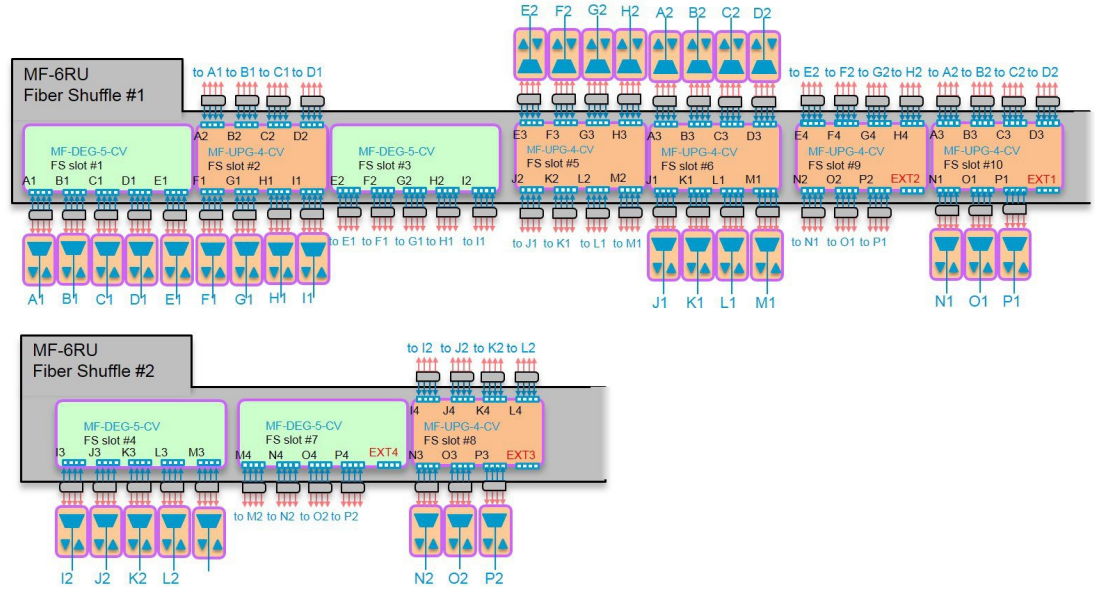 E2 F2 G2 H2 A2 B2 C2 D2
MF-6RU
Fiber Shuffle #1
to A1 to B1 to C1 to D1
to E2 to F2 to G2 to H2 to A2 to B2 to C2 to D2
A2 B2 C2 D2
E3 F3 G3 H3
A3 B3 C3 D3
E4 F4 G4 H4
A3 B3 C3 D3
MF-DEG-5-CV
FS slot #1
A1 B1 C1 D1 E1
MF-UPG-4-CV
FS slot #2
F1 G1 H1 I1
MF-DEG-5-CV
FS slot #3
E2 F2 G2 H2 I2
MF-UPG-4-CV
FS slot #5
J2 K2 L2 M2
MF-UPG-4-CV
FS slot #6
J1 K1 L1 M1
MF-UPG-4-CV
FS slot #9
N2 O2 P2 EXT2
MF-UPG-4-CV
FS slot #10
N1 O1 P1 EXT1
to E1 to F1 to G1 to H1 to I1
to J1 to K1 to L1 to M1
to N1 to O1 to P1
A1 B1 C1 D1 E1 F1 G1 H1 I1
J1 K1 L1 M1
N1 O1 P1
MF-6RU
Fiber Shuffle #2
to I2 to J2 to K2 to L2
I4 J4 K4 L4
MF-DEG-5-CV
FS slot #4
I3 J3 K3 L3 M3
MF-DEG-5-CV
FS slot #7
M4 N4 O4 P4 EXT4
MF-UPG-4-CV
FS slot #8
N3 O3 P3 EXT3
to M2 to N2 to O2 to P2
I2 J2 K2 L2
N2 O2 P2